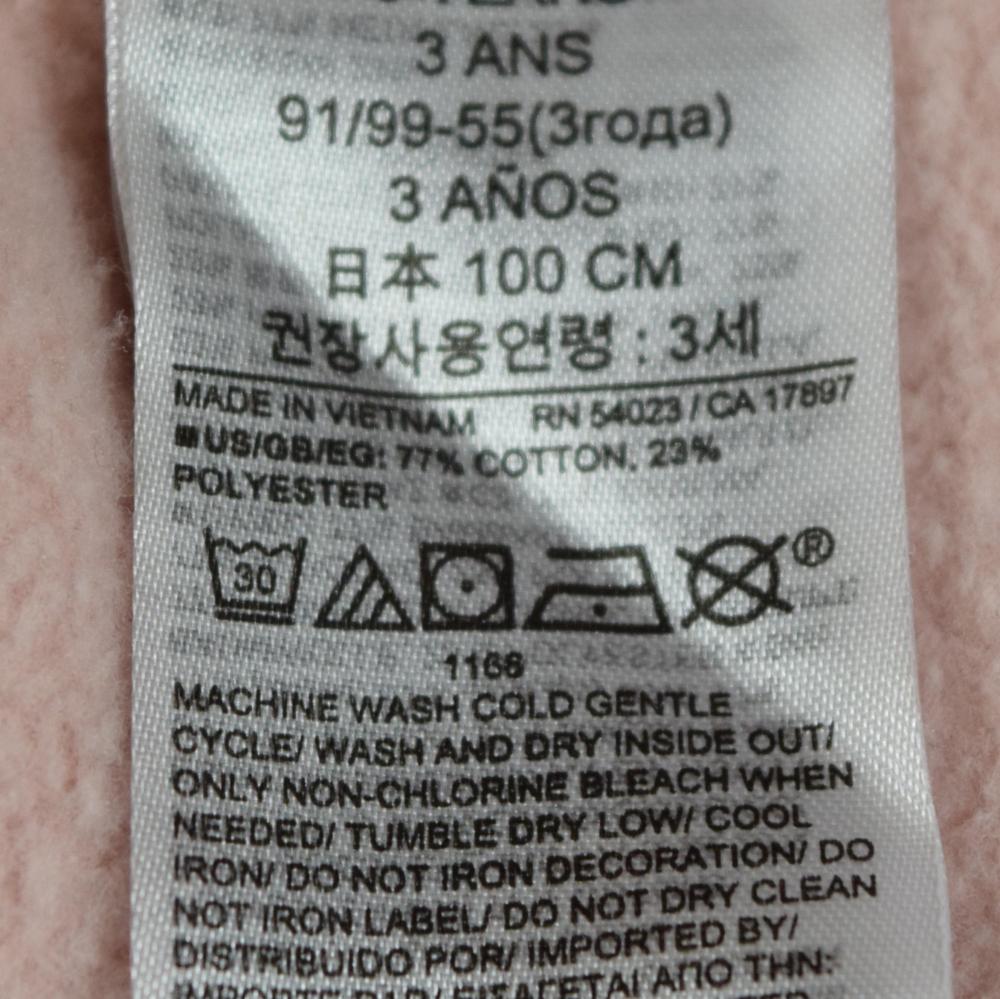 3 ANS
91/99-55(3года)
3 AÑOS
日本 100 CM
권장사용연령 : 3세
MADE IN VIETNAM RN 54023 / CA 17897
■US/GB/EG: 77% COTTON, 23%
POLYESTER
30 ®
1168
MACHINE WASH COLD GENTLE
CYCLE/ WASH AND DRY INSIDE OUT/
ONLY NON-CHLORINE BLEACH WHEN
NEEDED/ TUMBLE DRY LOW/ COOL
IRON/ DO NOT IRON DECORATION/ DO
NOT IRON LABEL/ DO NOT DRY CLEAN
DISTRIBUIDO POR/ IMPORTED BY/
ΕΙΣΑΓΕΤΑΙ ΑΠΟ ΤΗΝ: